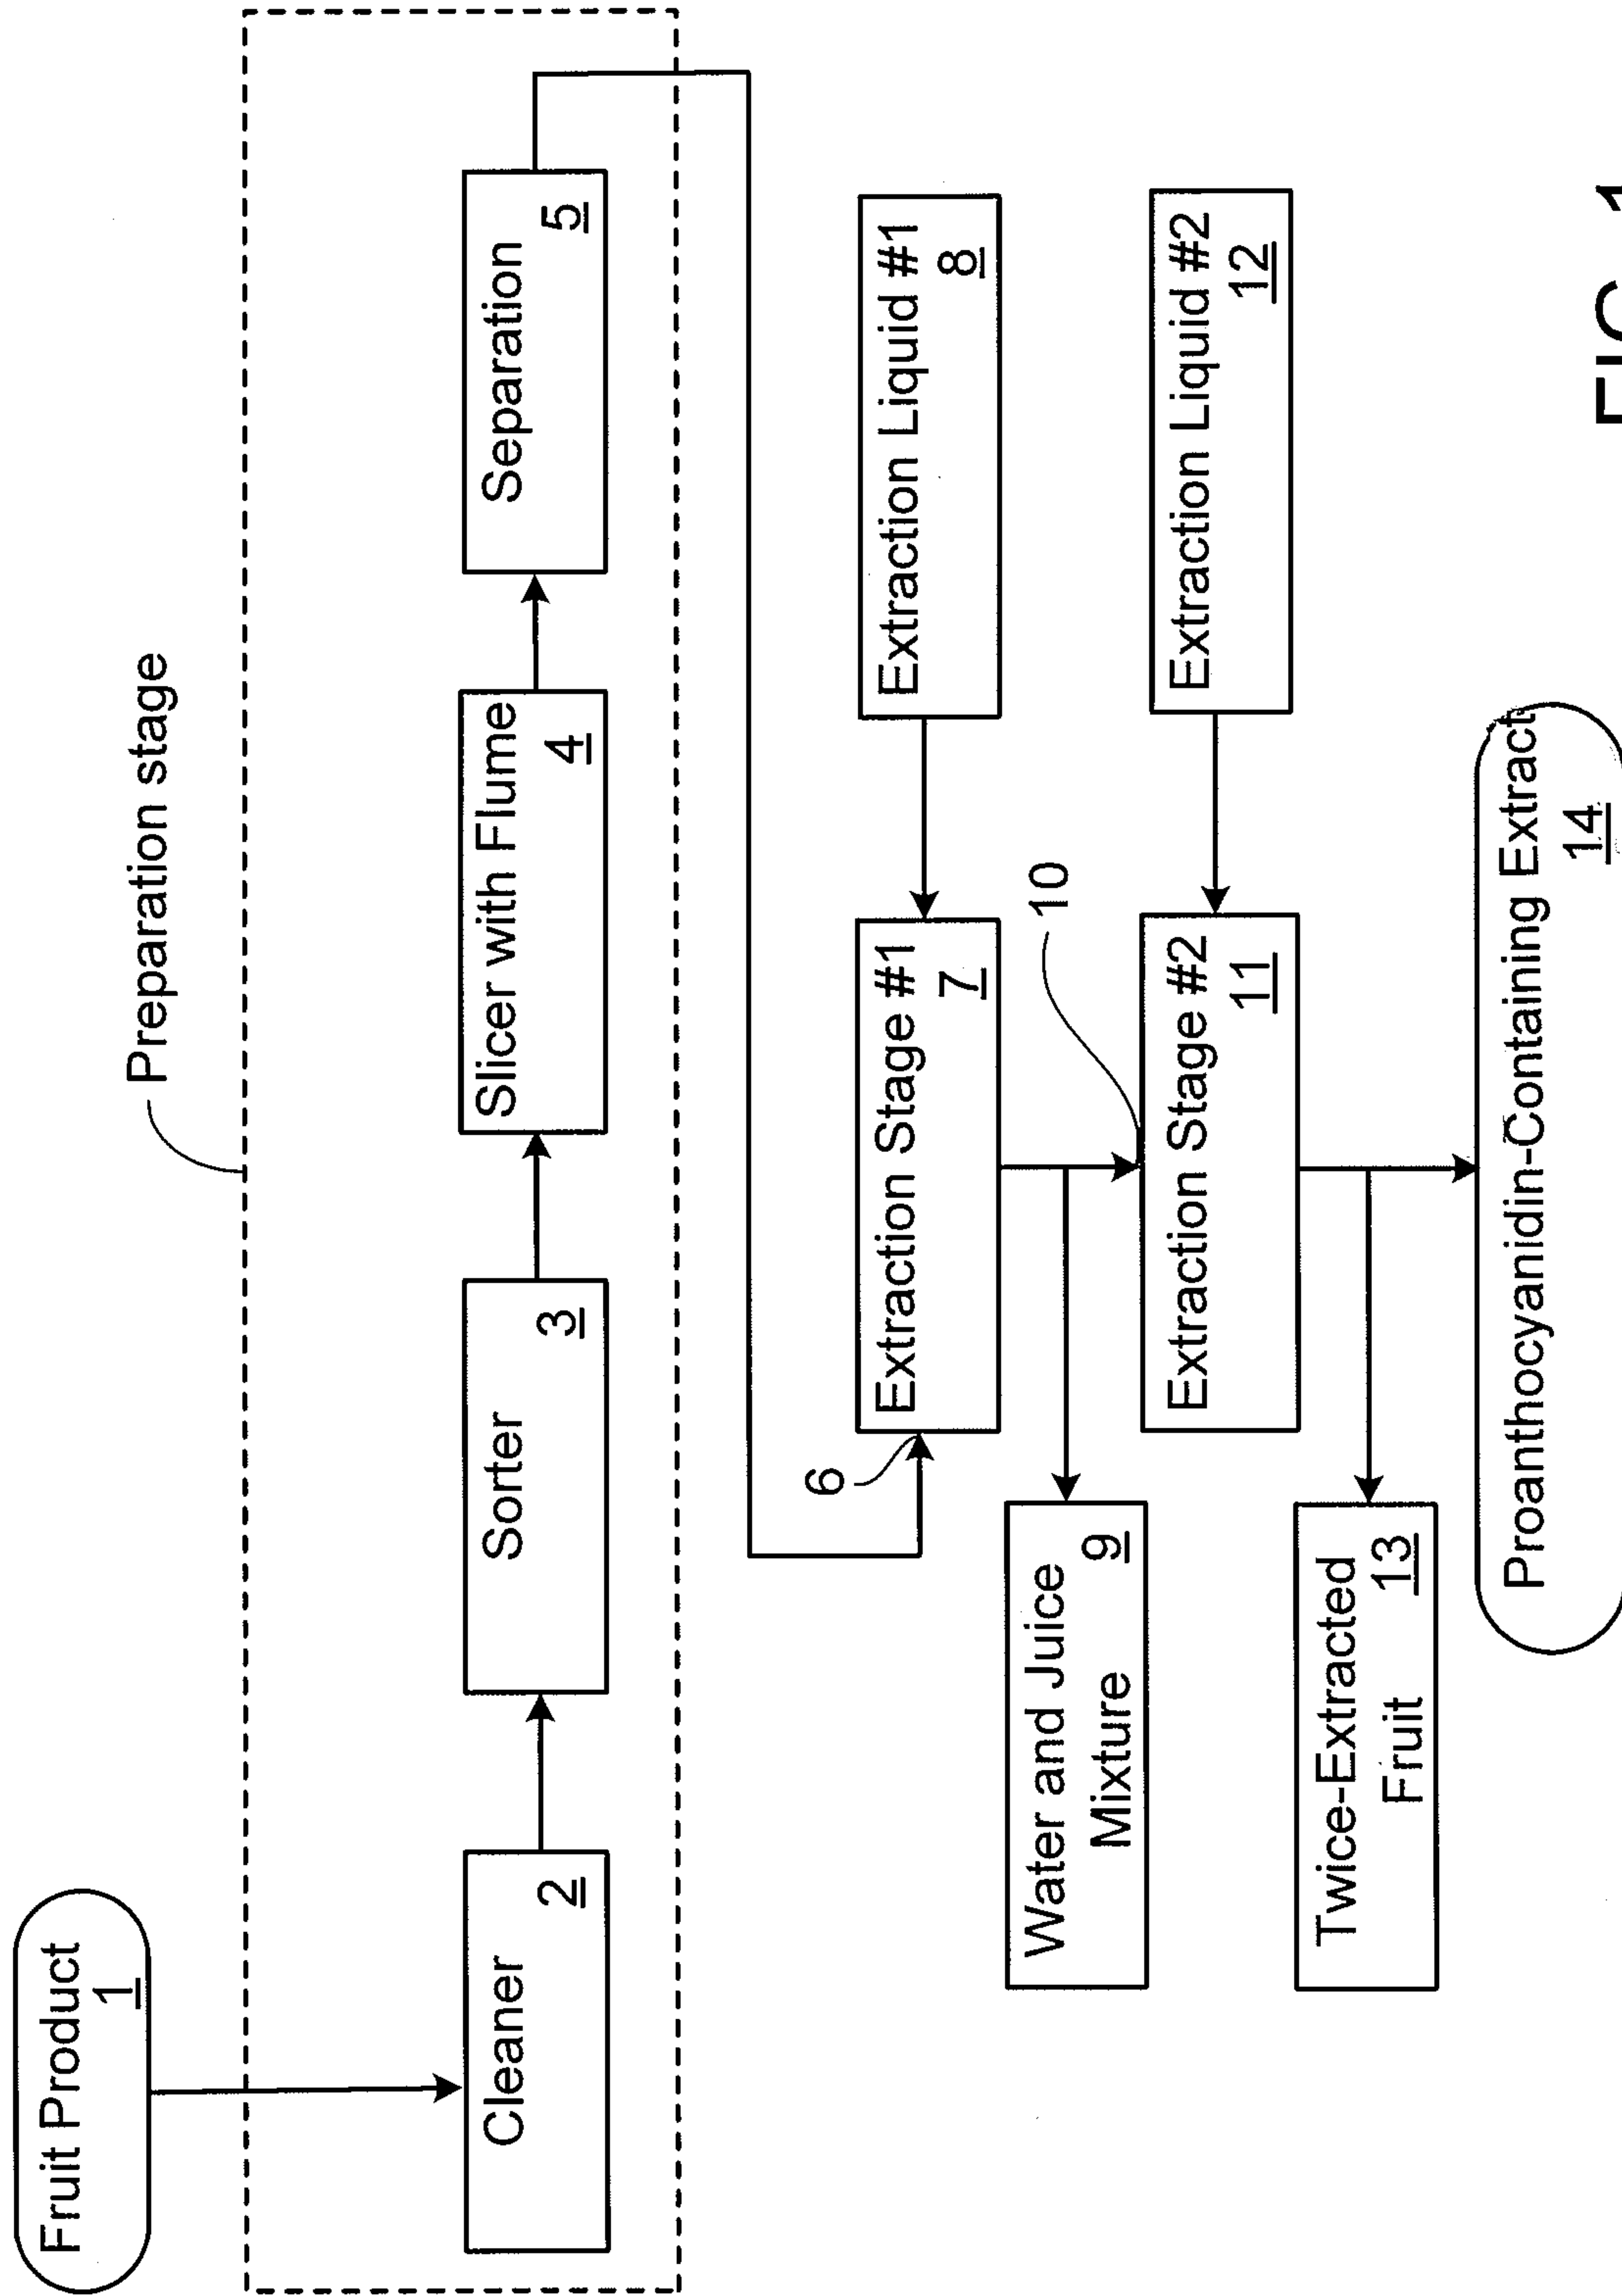 Fruit Product
1
Preparation stage
Cleaner
2
Sorter
3
Slicer with Flume
4
Separation
5
6
Extraction Stage #1
7
Extraction Liquid #1
8
Water and Juice
Mixture
9
10
Extraction Stage #2
11
Extraction Liquid #2
12
Twice-Extracted
Fruit
13
Proanthocyanidin-Containing Extract
14